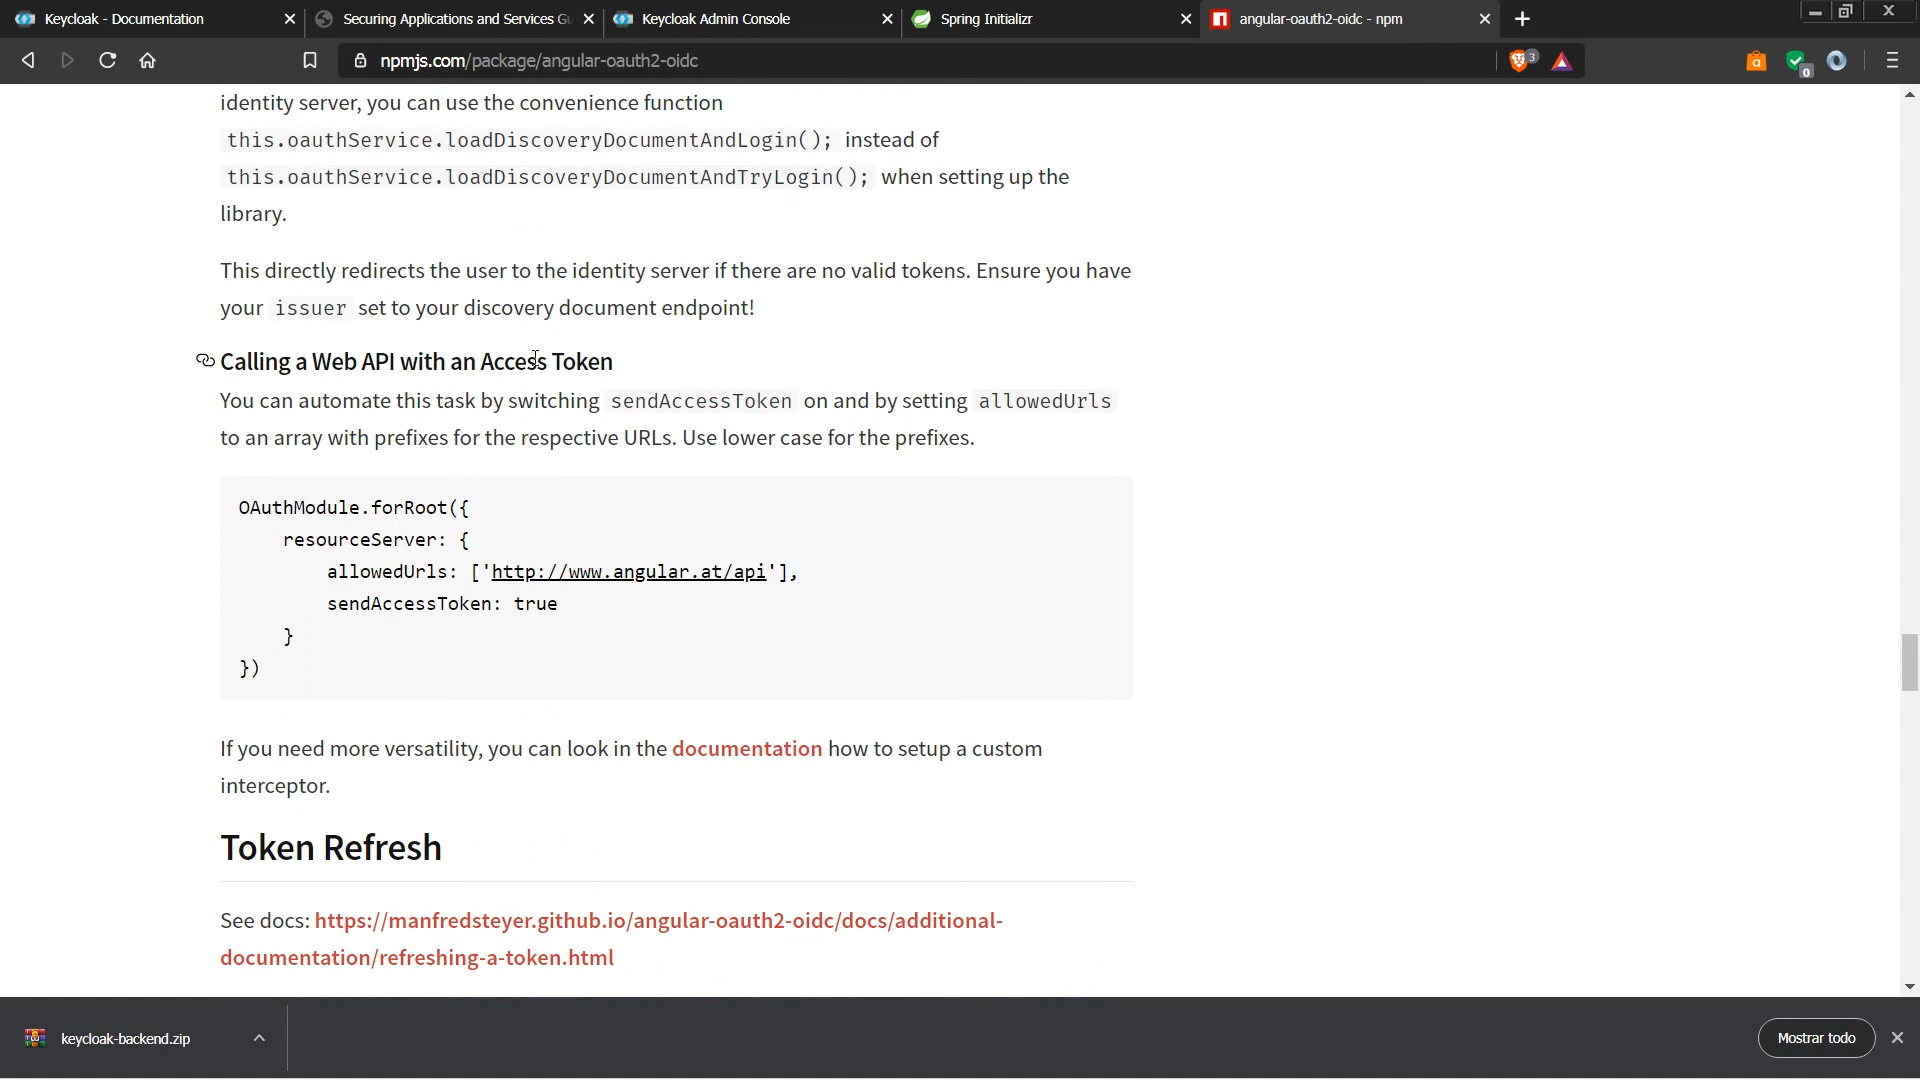 Keycloak - Documentation
Securing Applications and Services Gu
Keycloak Admin Console
Spring Initializr
angular-oauth2-oidc - npm
npmjs.com/package/angular-oauth2-oidc
3
0
identity server, you can use the convenience function
this.oauthService.loadDiscoveryDocumentAndLogin(); instead of
this.oauthService.loadDiscoveryDocumentAndTryLogin(); when setting up the
library.
This directly redirects the user to the identity server if there are no valid tokens. Ensure you have
your issuer set to your discovery document endpoint!
Calling a Web API with an Access Token
You can automate this task by switching sendAccessToken on and by setting allowedUrls
to an array with prefixes for the respective URLs. Use lower case for the prefixes.
OAuthModule.forRoot({
resourceServer: {
allowedUrls: ['http://www.angular.at/api'],
sendAccessToken: true
}
})
If you need more versatility, you can look in the documentation how to setup a custom
interceptor.
Token Refresh
See docs: https://manfredsteyer.github.io/angular-oauth2-oidc/docs/additional-
documentation/refreshing-a-token.html
keycloak-backend.zip
Mostrar todo